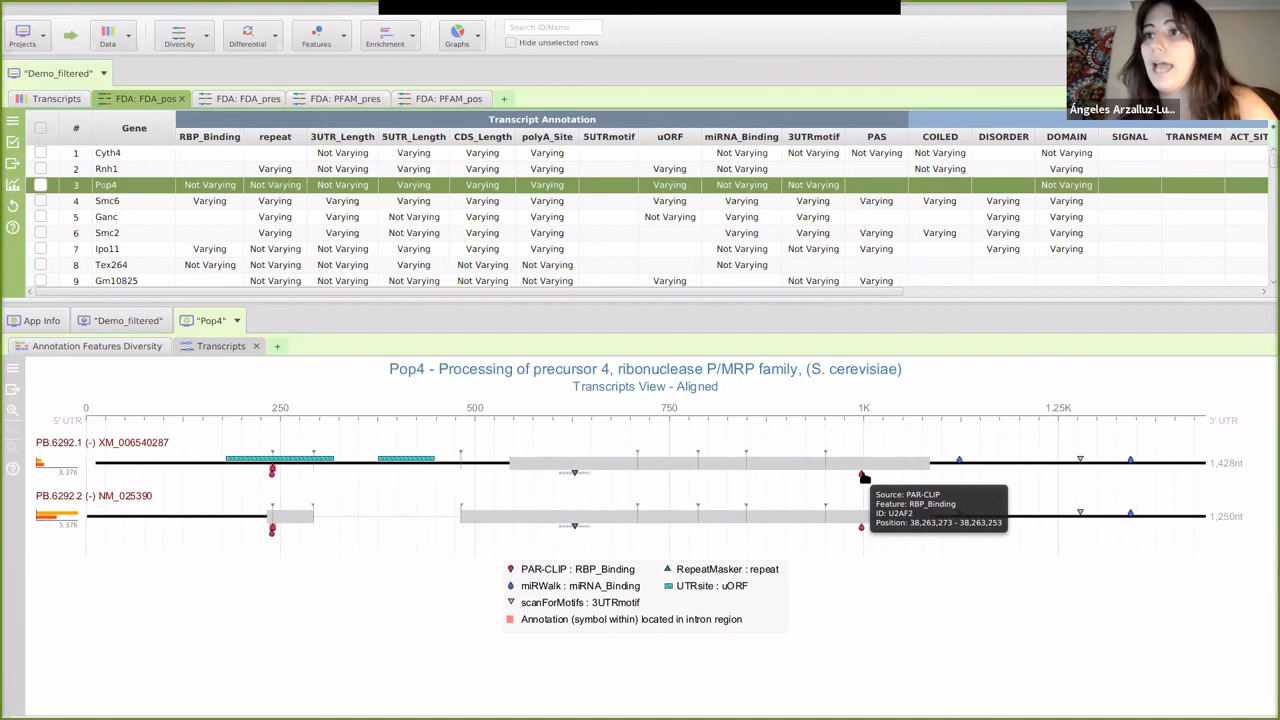 Projects
Data
Diversity
Differential
Features
Enrichment
Graphs
Search ID/Name
Hide unselected rows
"Demo_filtered"
Transcripts FDA: FDA_pos × FDA: FDA_pres FDA: PFAM_pres FDA: PFAM_pos +
Ángeles Arzalluz-Lu...
Transcript Annotation
# Gene RBP_Binding repeat 3UTR_Length 5UTR_Length CDS_Length polyA_Site 5UTRmotif uORF miRNA_Binding 3UTRmotif PAS COILED DISORDER DOMAIN SIGNAL TRANSMEM ACT_SIT
1 Cyth4 Not Varying Varying Varying Varying Not Varying Not Varying Not Varying Not Varying Not Varying
2 Rnh1 Varying Not Varying Varying Varying Varying Varying Not Varying Not Varying Not Varying Varying
3 Pop4 Not Varying Not Varying Not Varying Varying Varying Not Varying Varying Not Varying Not Varying Not Varying
4 Smc6 Varying Varying Varying Varying Varying Varying Varying Varying Varying Varying Varying Varying Varying
5 Ganc Varying Varying Not Varying Varying Varying Not Varying Varying Varying Varying Varying Varying
6 Smc2 Varying Varying Not Varying Varying Varying Varying Varying Varying Varying Varying Varying
7 Ipo11 Varying Not Varying Not Varying Varying Varying Varying Not Varying Not Varying Varying Varying Varying
8 Tex264 Not Varying Not Varying Not Varying Varying Not Varying Not Varying Not Varying
9 Gm10825 Not Varying Not Varying Varying Varying Varying Varying Not Varying Not Varying Varying
App Info "Demo_filtered" "Pop4"
Annotation Features Diversity Transcripts × +
Pop4 - Processing of precursor 4, ribonuclease P/MRP family, (S. cerevisiae)
Transcripts View - Aligned
0 250 500 750 1K 1.25K
5' UTR 3' UTR
PB.6292.1 (-) XM_006540287
3,376 1,428nt
PB.6292.2 (-) NM_025390
3,376 1,250nt
Source: PAR-CLIP
Feature: RBP_Binding
ID: U2AF2
Position: 38,263,273 - 38,263,253
PAR-CLIP : RBP_Binding RepeatMasker : repeat
miRWalk : miRNA_Binding UTRsite : uORF
scanForMotifs : 3UTRmotif
Annotation (symbol within) located in intron region